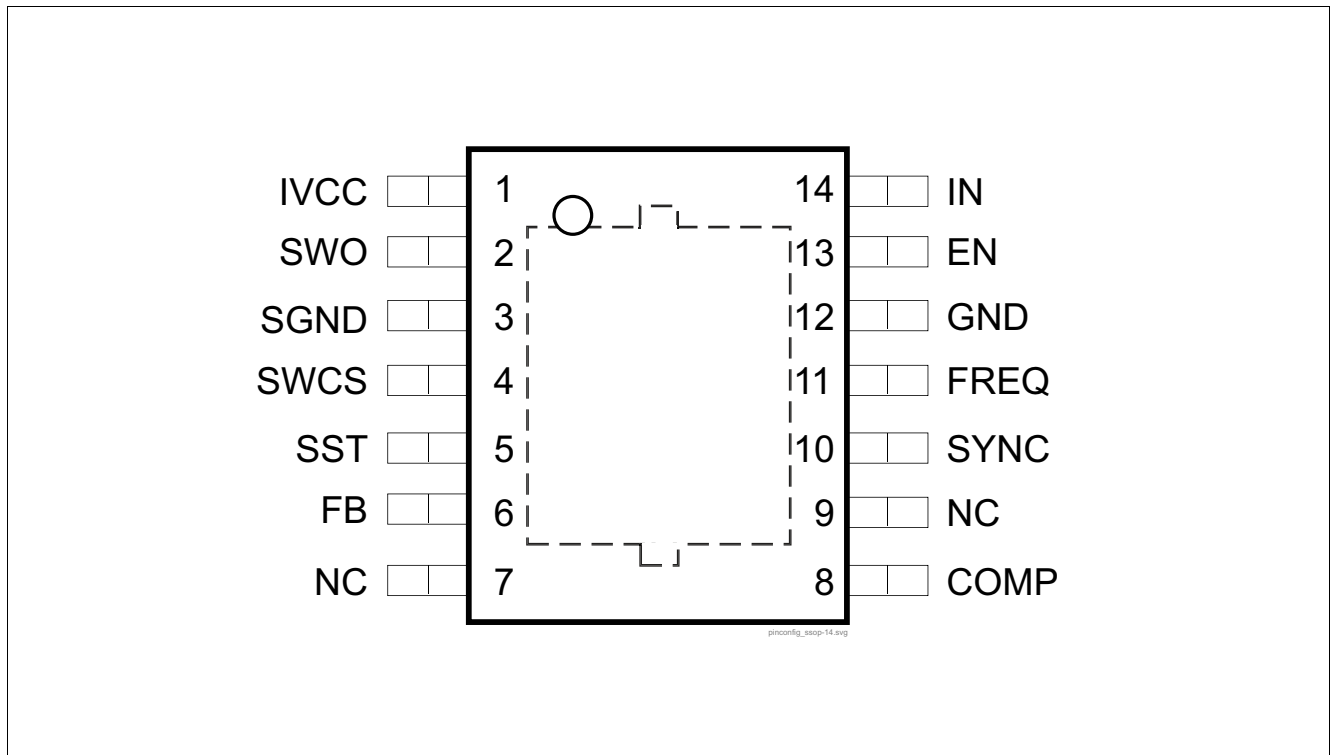 IVCC 1 14 IN
SWO 2 13 EN
SGND 3 12 GND
SWCS 4 11 FREQ
SST 5 10 SYNC
FB 6 9 NC
NC 7 8 COMP
pinconfig_ssop-14.svg